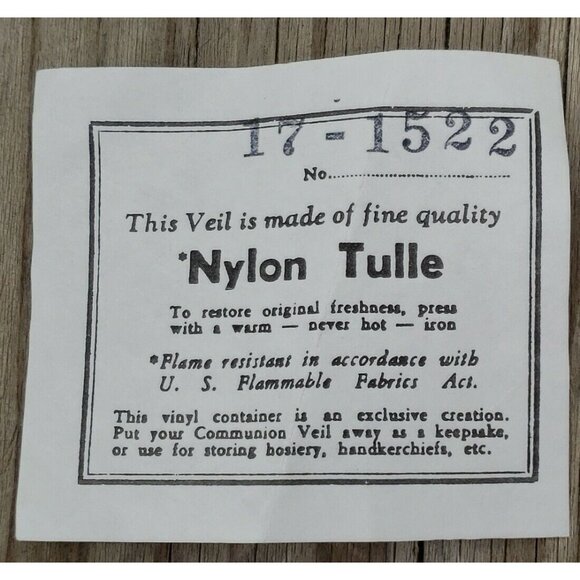 17-1522
No.
This Veil is made of fine quality
*Nylon Tulle
To restore original freshness, press
with a warm — never hot — iron
*Flame resistant in accordance with
U. S. Flammable Fabrics Act.
This vinyl container is an exclusive creation.
Put your Communion Veil away as a keepsake,
or use for storing hosiery, handkerchiefs, etc.